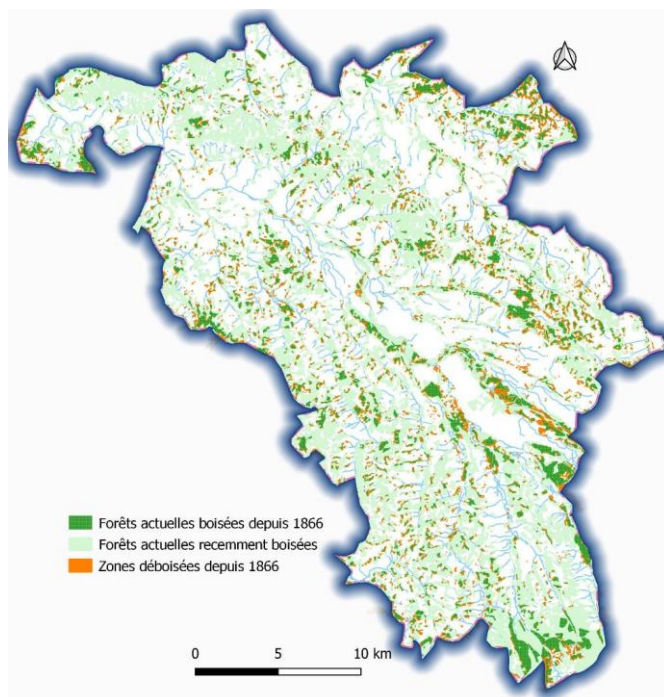 Forêts actuelles boisées depuis 1866
Forêts actuelles recemment boisées
Zones déboisées depuis 1866
0 5 10 km